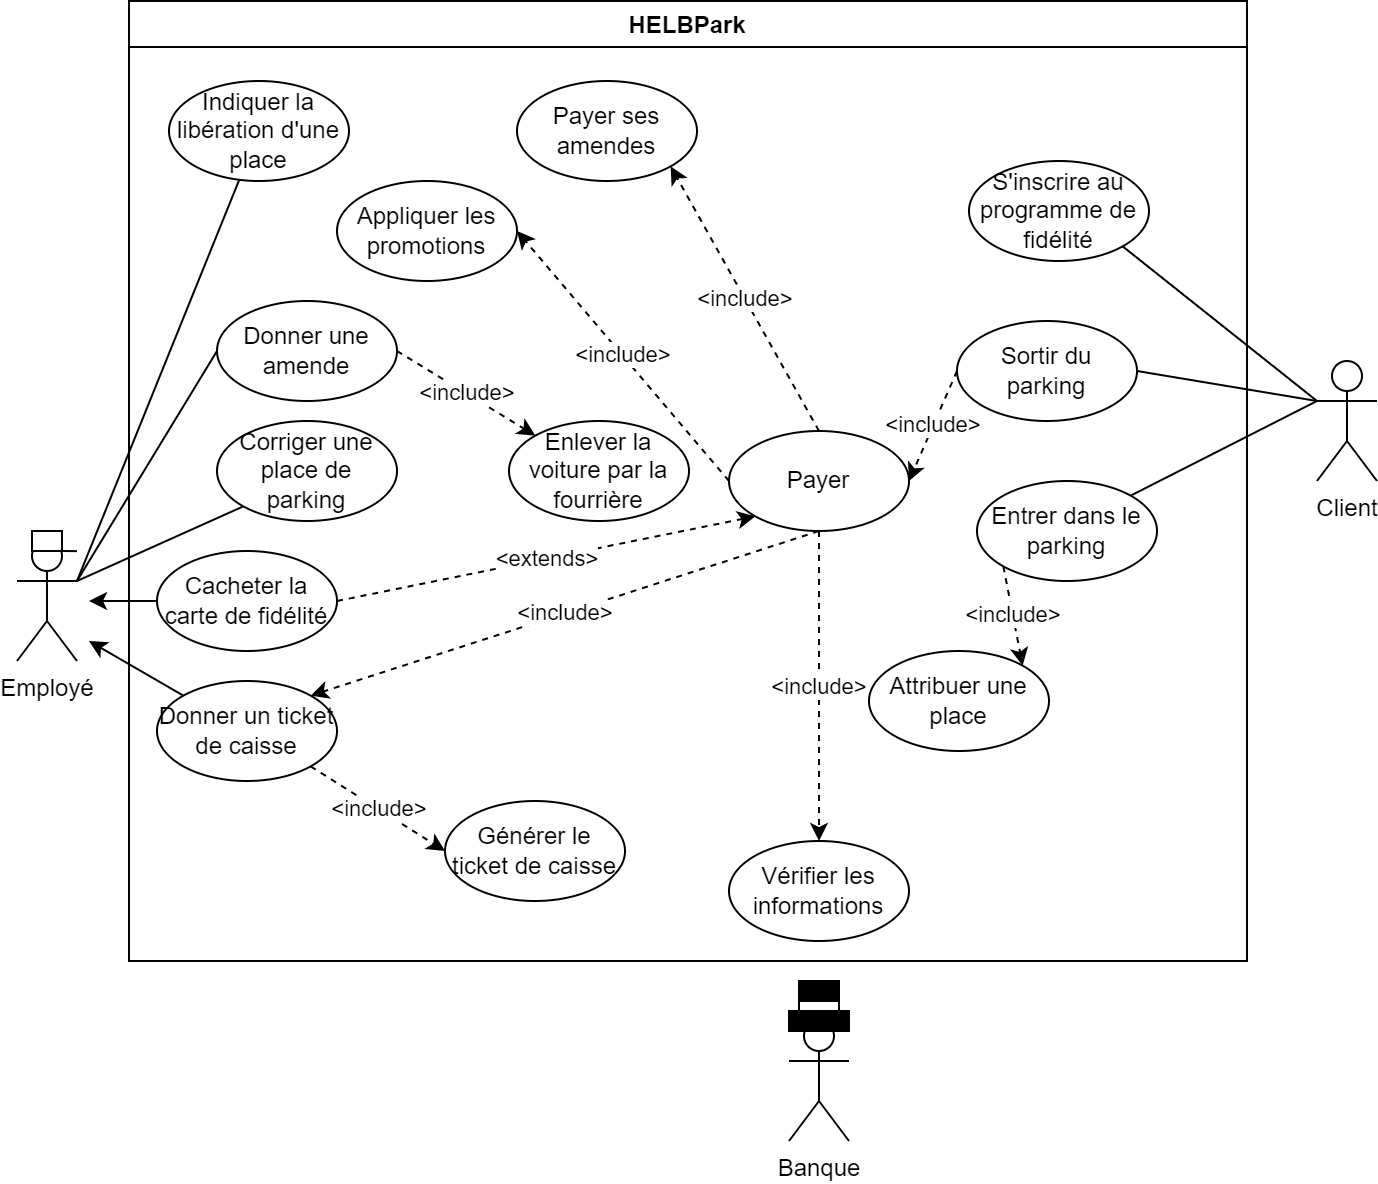 HELBPark
Indiquer la
libération d'une
place
Payer ses
amendes
Appliquer les
promotions
S'inscrire au
programme de
fidélité
<include>
Donner une
amende
<include>
Sortir du
parking
<include>
<include>
Corriger une
place de
parking
Enlever la
voiture par la
fourrière
Payer
Client
Entrer dans le
parking
<extends>
Cacheter la
carte de fidélité
<include>
<include>
Employé
<include>
Attribuer une
place
Donner un ticket
de caisse
<include>
Générer le
ticket de caisse
Vérifier les
informations
Banque